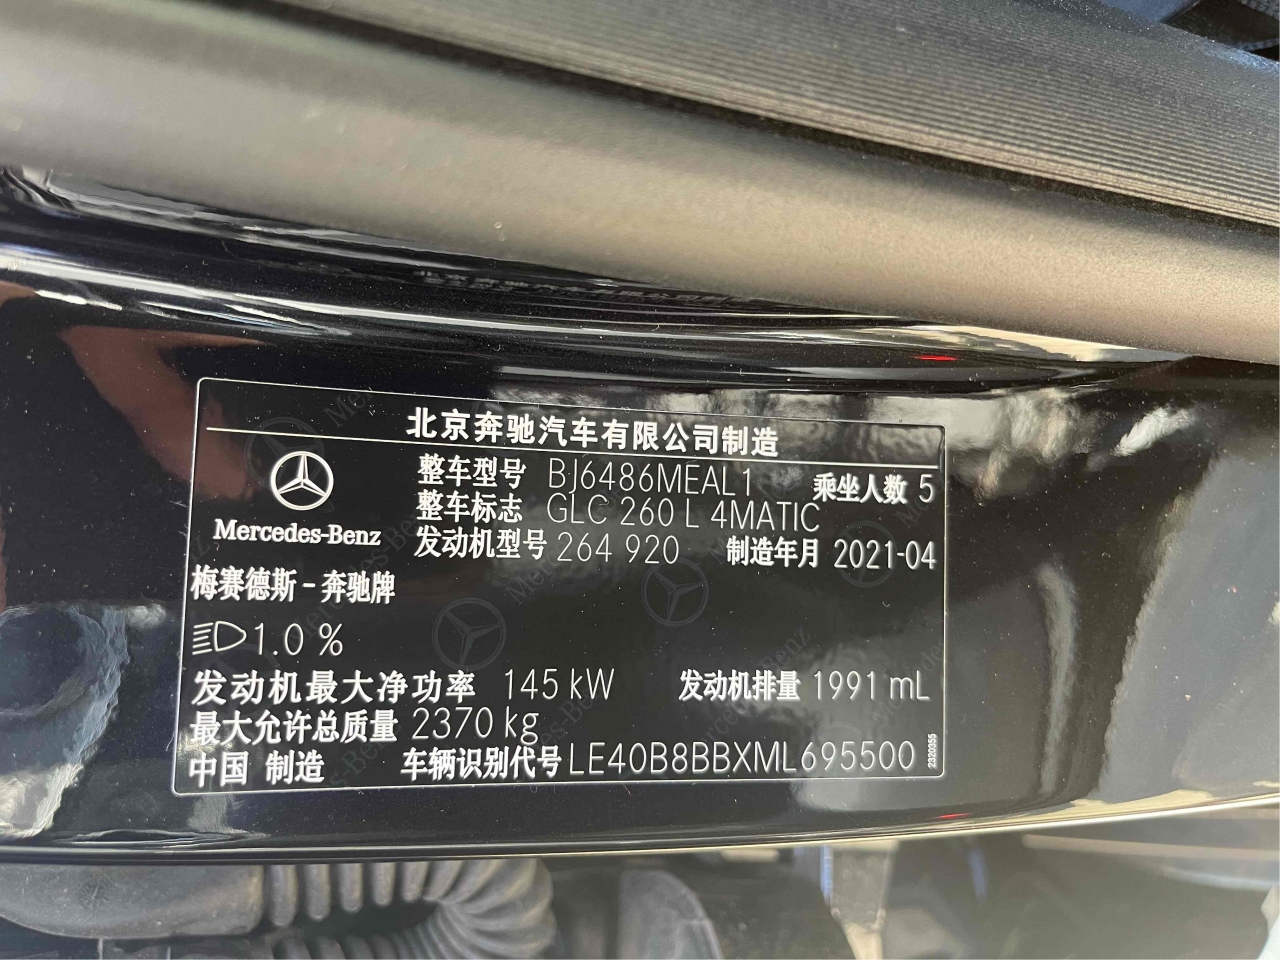 北京奔驰汽车有限公司制造
整车型号 BJ6486MEAL1 乘坐人数 5
整车标志 GLC 260 L 4MATIC
Mercedes-Benz
发动机型号 264 920 制造年月 2021-04
梅赛德斯-奔驰牌
1.0 %
发动机最大净功率 145 kW 发动机排量 1991 mL
最大允许总质量 2370 kg
中国 制造 车辆识别代号 LE40B8BBXML695500
2320355